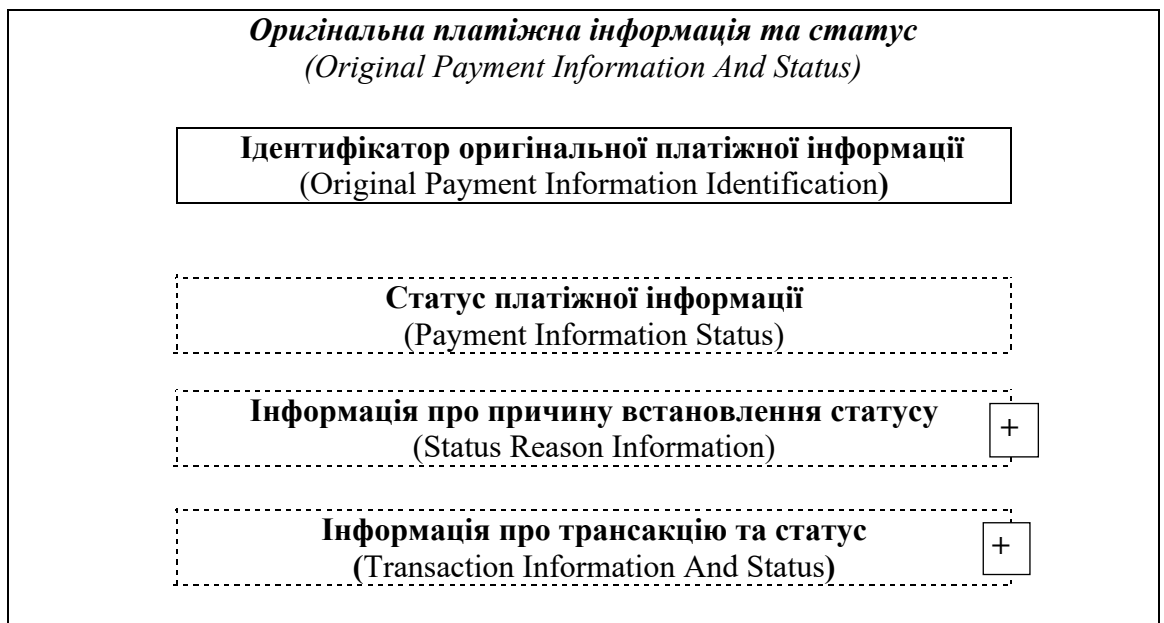 Оригінальна платіжна інформація та статус
(Original Payment Information And Status)
Ідентифікатор оригінальної платіжної інформації
(Original Payment Information Identification)
Статус платіжної інформації
(Payment Information Status)
Інформація про причину встановлення статусу
(Status Reason Information)
+
Інформація про трансакцію та статус
(Transaction Information And Status)
+